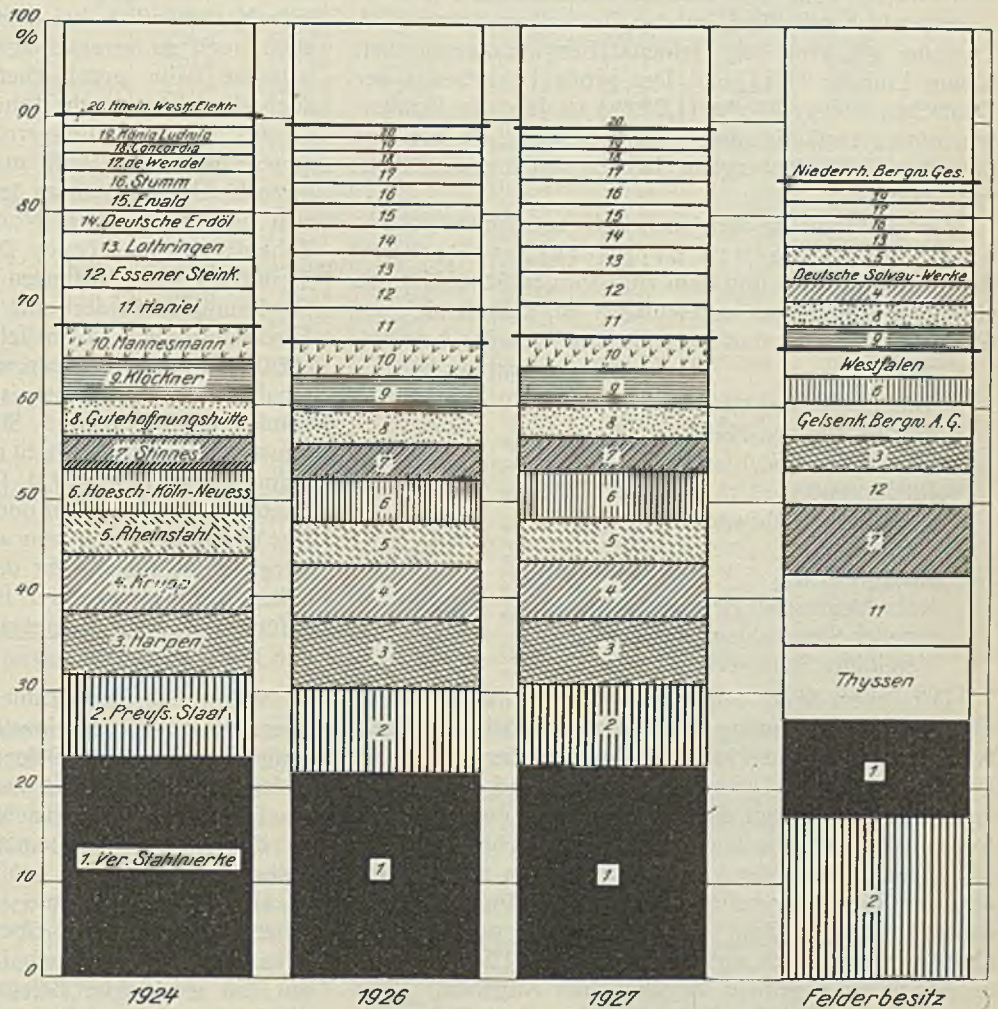 100
%
90
80
70
60
50
40
30
20
10
0
20 Rhein. Westf. Elektr
19. König Ludwig
18. Concordia
17. de Wendel
16. Stumm
15. Ewald
14. Deutsche Erdöl
13. Lothringen
12. Essener Steink.
11. Haniel
10. Mannesmann
9. Klöckner
8. Gutehoffnungshütte
7. Stinnes
6. Hoesch-Köln-Neuess.
5. Rheinstahl
4. Krupp
3. Harpen
2. Preuß. Staat
1. Ver. Stahlwerke
1924
20
19
18
17
16
15
14
13
12
11
10
9
8
7
6
5
4
3
2
1
1926
20
19
18
17
16
15
14
13
12
11
10
9
8
7
6
5
4
3
2
1
1927
Niederrh. Bergw. Ges.
19
17
16
13
5
Deutsche Solvay-Werke
4
8
9
Westfalen
6
Gelsenk. Bergw. A.G.
3
12
7
11
Thyssen
1
2
Felderbesitz